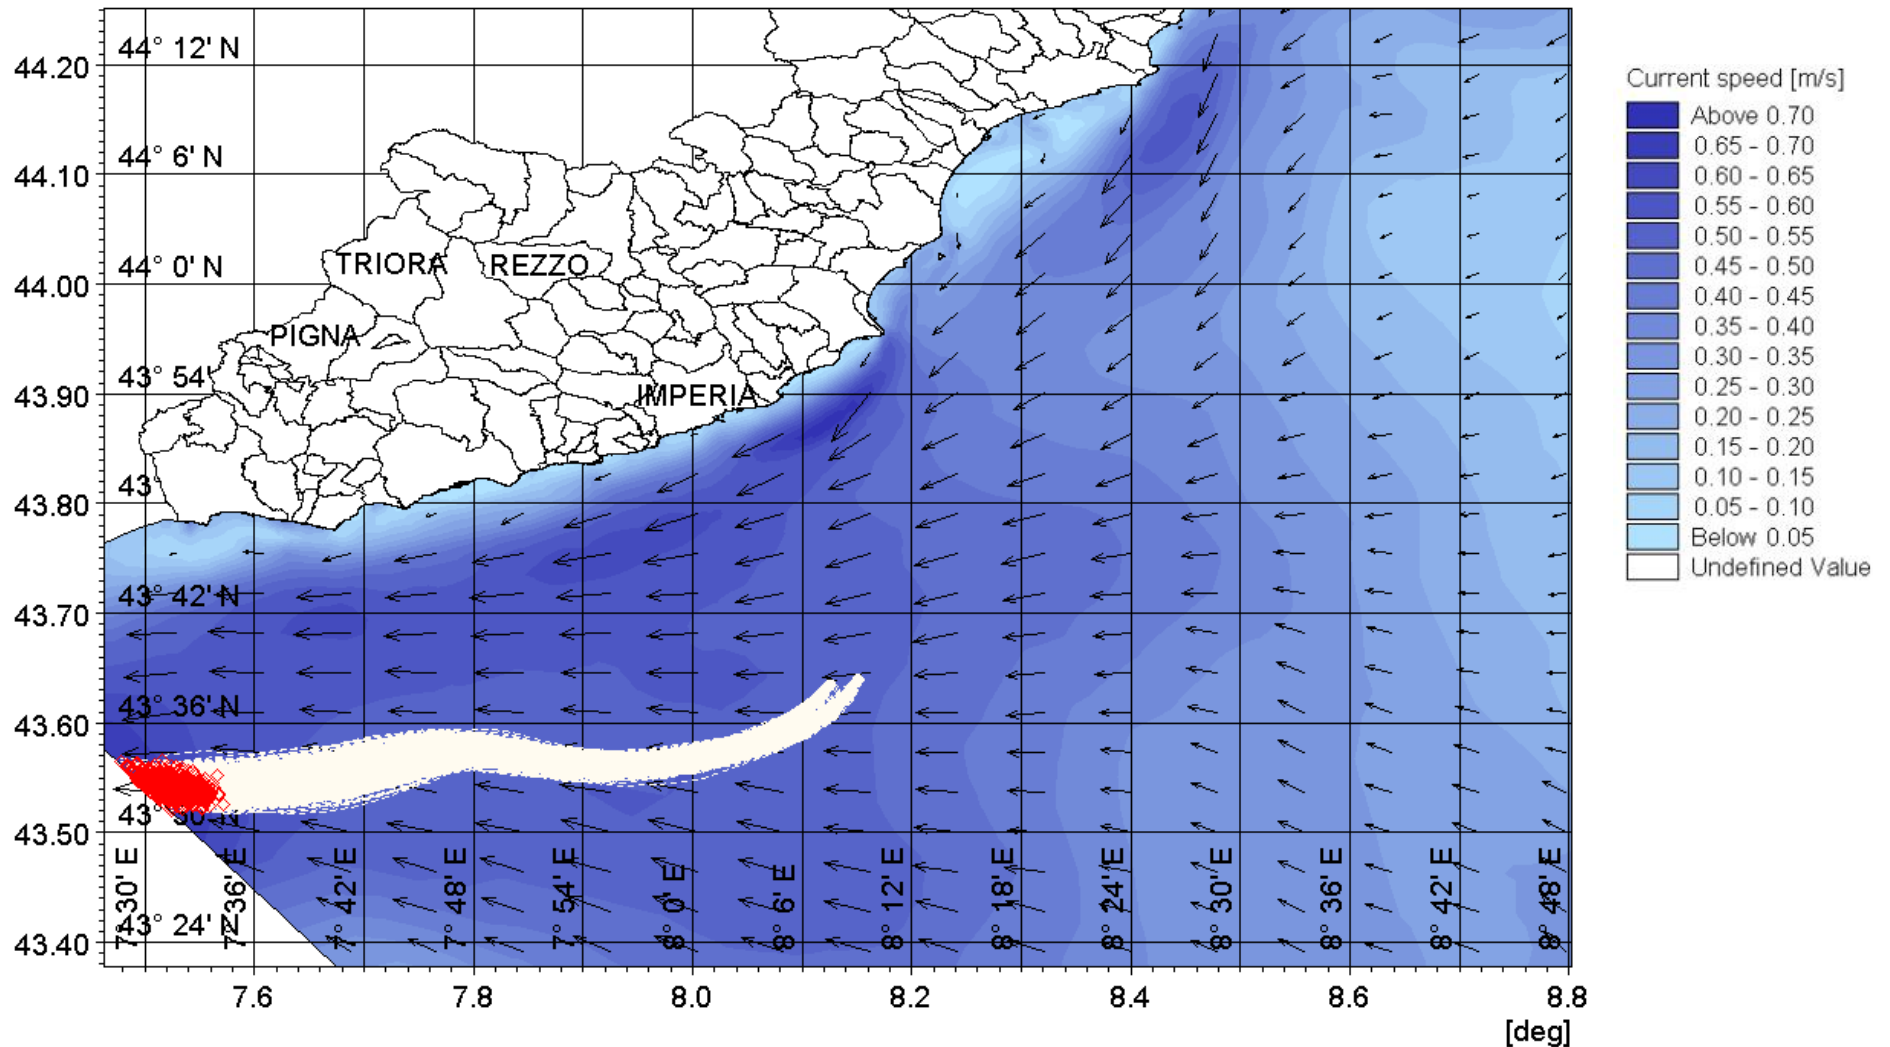 44° 12' N
44.20
44° 6' N
44.10
44° 0' N
44.00
TRIORA
REZZO
PIGNA
43° 54'
43.90
IMPERIA
43
43.80
43° 42' N
43.70
43° 36' N
43.60
43.50
43° 24'
43.40
7° 30' E
7° 36' E
7° 42' E
7° 48' E
7° 54' E
8° 0' E
8° 6' E
8° 12' E
8° 18' E
8° 24' E
8° 30' E
8° 36' E
8° 42' E
8° 48' E
7.6
7.8
8.0
8.2
8.4
8.6
8.8
[deg]
Current speed [m/s]
Above 0.70
0.65 - 0.70
0.60 - 0.65
0.55 - 0.60
0.50 - 0.55
0.45 - 0.50
0.40 - 0.45
0.35 - 0.40
0.30 - 0.35
0.25 - 0.30
0.20 - 0.25
0.15 - 0.20
0.10 - 0.15
0.05 - 0.10
Below 0.05
Undefined Value